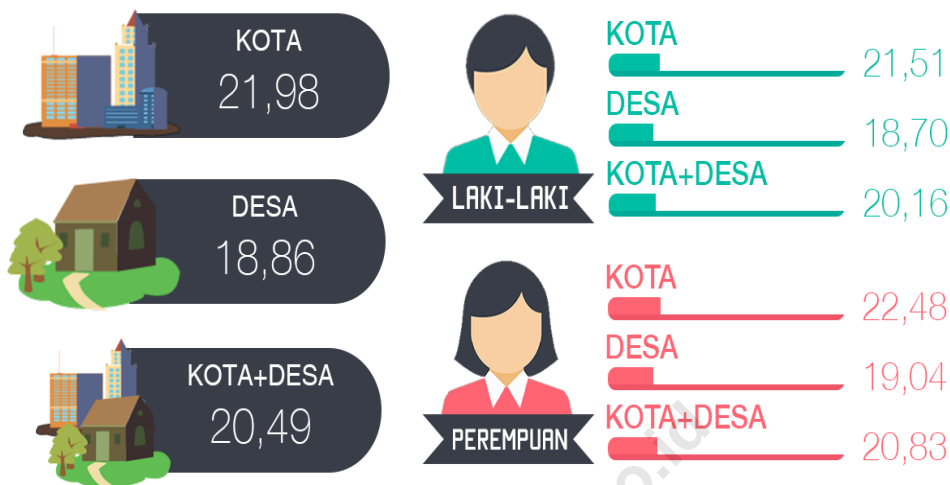 KOTA
21,98
DESA
18,86
KOTA+DESA
20,49
LAKI-LAKI
KOTA
21,51
DESA
18,70
KOTA+DESA
20,16
PEREMPUAN
KOTA
22,48
DESA
19,04
KOTA+DESA
20,83
o.id